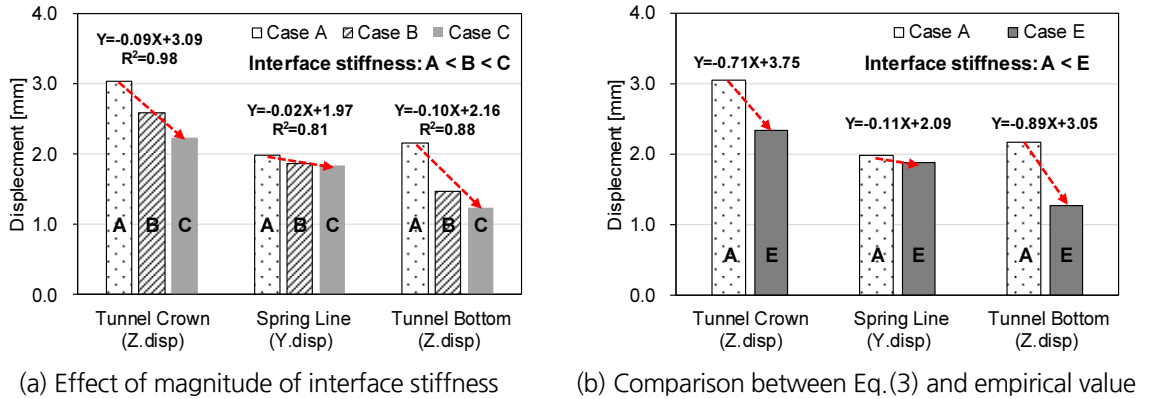 4.0
Case A
Case B
Case C
Y=-0.09X+3.09
R²=0.98
Interface stiffness: A < B < C
3.0
Y=-0.02X+1.97
R²=0.81
Y=-0.10X+2.16
R²=0.88
Displecment [mm]
2.0
1.0
A
B
C
A
B
C
A
B
C
0.0
Tunnel Crown
(Z.disp)
Spring Line
(Y.disp)
Tunnel Bottom
(Z.disp)
(a) Effect of magnitude of interface stiffness
4.0
Case A
Case E
Y=-0.71X+3.75
Interface stiffness: A < E
3.0
Y=-0.11X+2.09
Y=-0.89X+3.05
Displecment [mm]
2.0
1.0
A
E
A
E
A
E
0.0
Tunnel Crown
(Z.disp)
Spring Line
(Y.disp)
Tunnel Bottom
(Z.disp)
(b) Comparison between Eq.(3) and empirical value